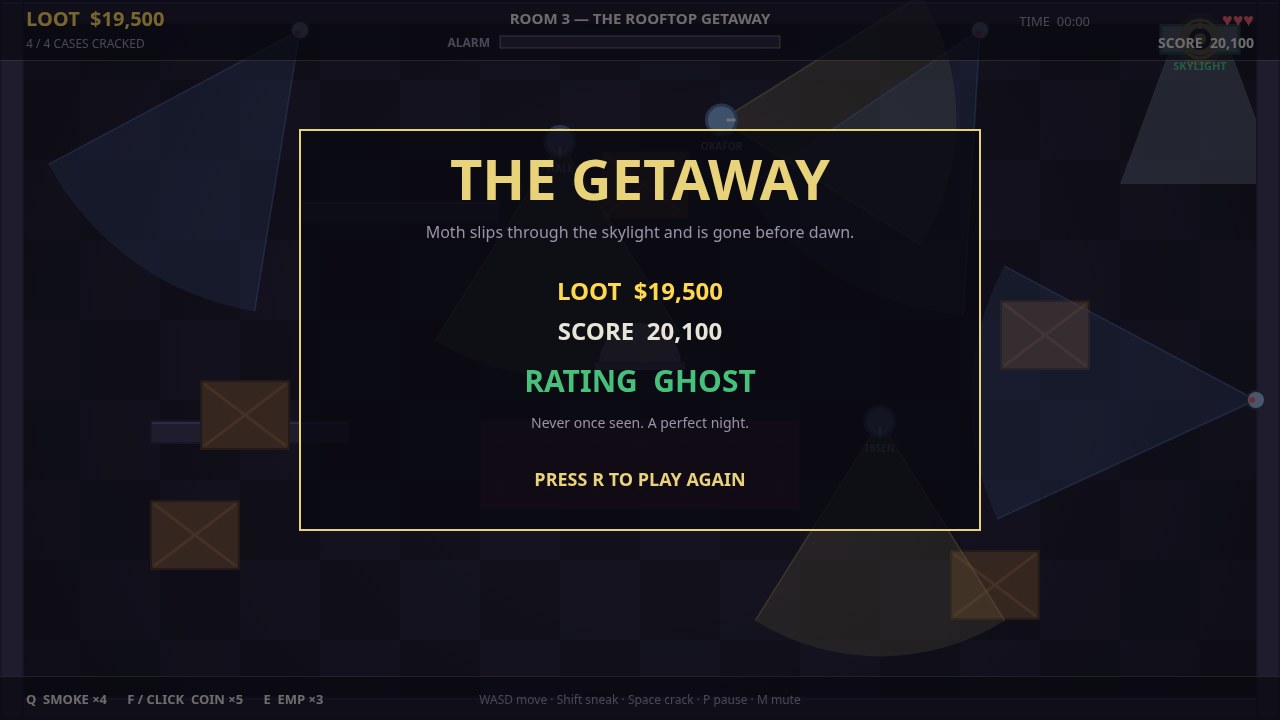 LOOT $19,500
4 / 4 CASES CRACKED
ROOM 3 — THE ROOFTOP GETAWAY
ALARM
TIME 00:00
♥♥♥
SCORE 20,100
SKYLIGHT
OKAFOR
THE GETAWAY
Moth slips through the skylight and is gone before dawn.
LOOT $19,500
SCORE 20,100
RATING GHOST
Never once seen. A perfect night.
IBSEN
PRESS R TO PLAY AGAIN
Q SMOKE ×4 F / CLICK COIN ×5 E EMP ×3
WASD move · Shift sneak · Space crack · P pause · M mute